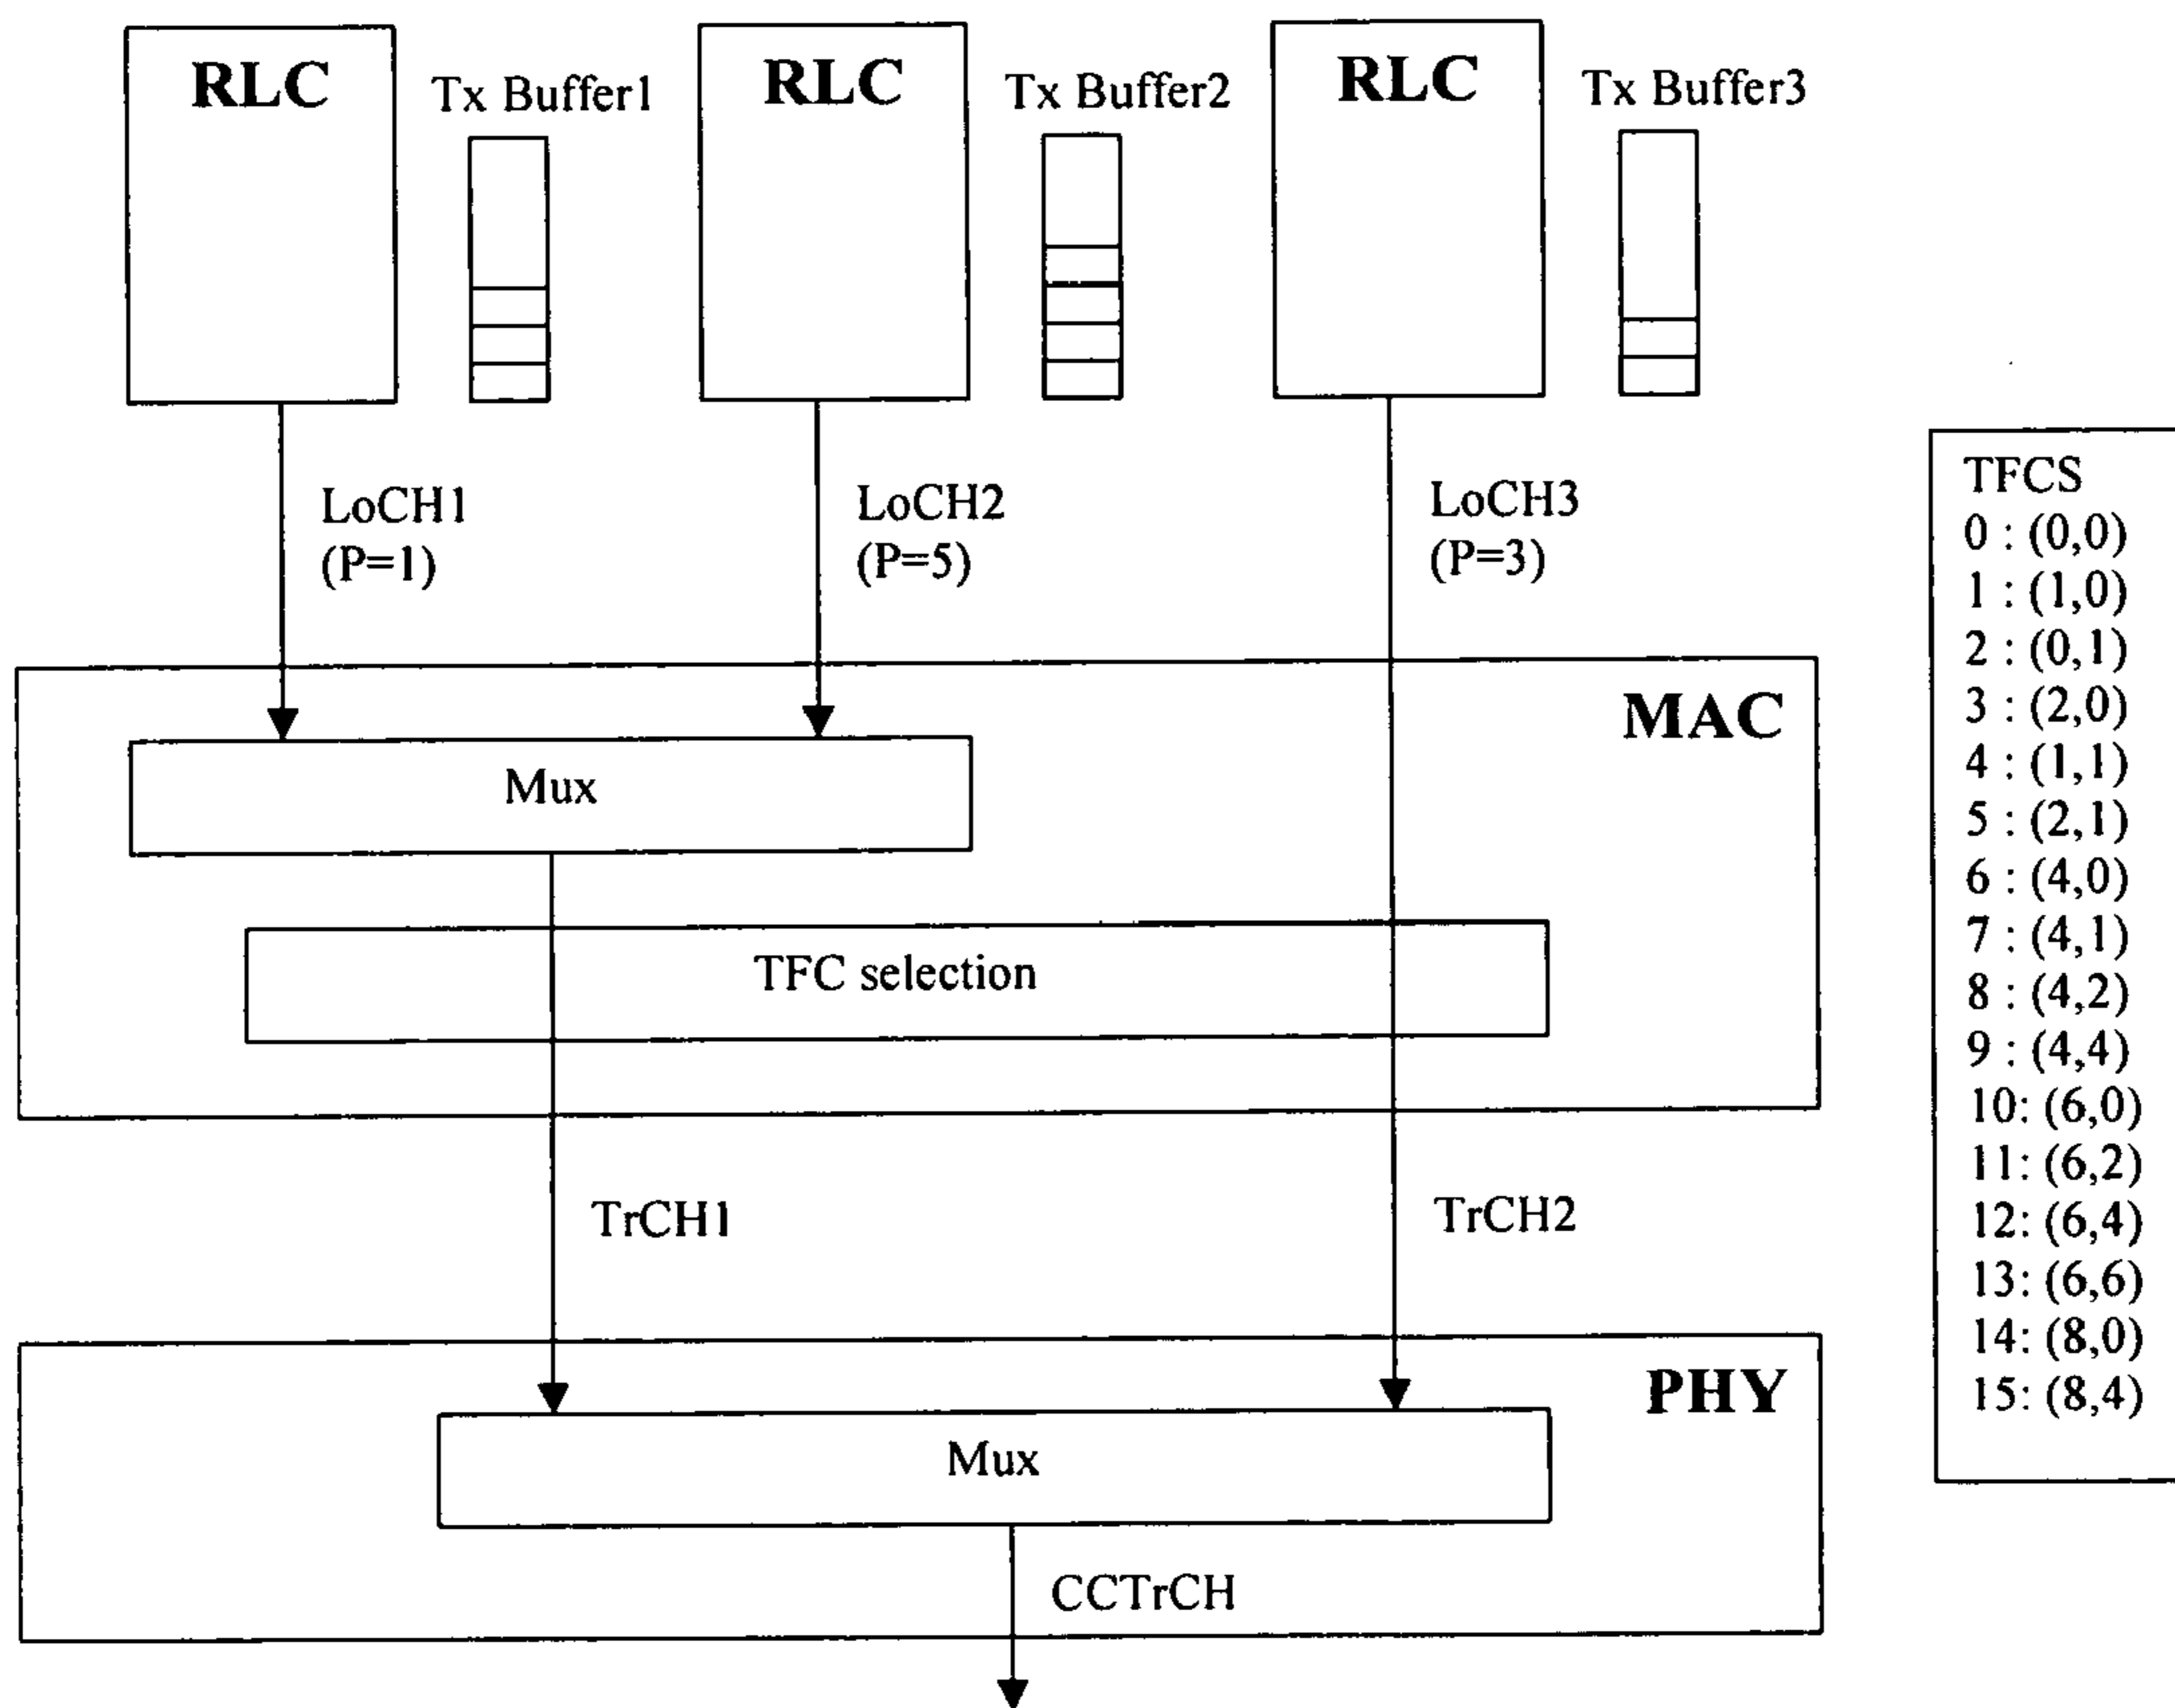 RLC
Tx Buffer1
RLC
Tx Buffer2
RLC
Tx Buffer3
LoCH1
(P=1)
LoCH2
(P=5)
LoCH3
(P=3)
MAC
Mux
TFC selection
TrCH1
TrCH2
PHY
Mux
CCTrCH
TFCS
0 : (0,0)
1 : (1,0)
2 : (0,1)
3 : (2,0)
4 : (1,1)
5 : (2,1)
6 : (4,0)
7 : (4,1)
8 : (4,2)
9 : (4,4)
10: (6,0)
11: (6,2)
12: (6,4)
13: (6,6)
14: (8,0)
15: (8,4)